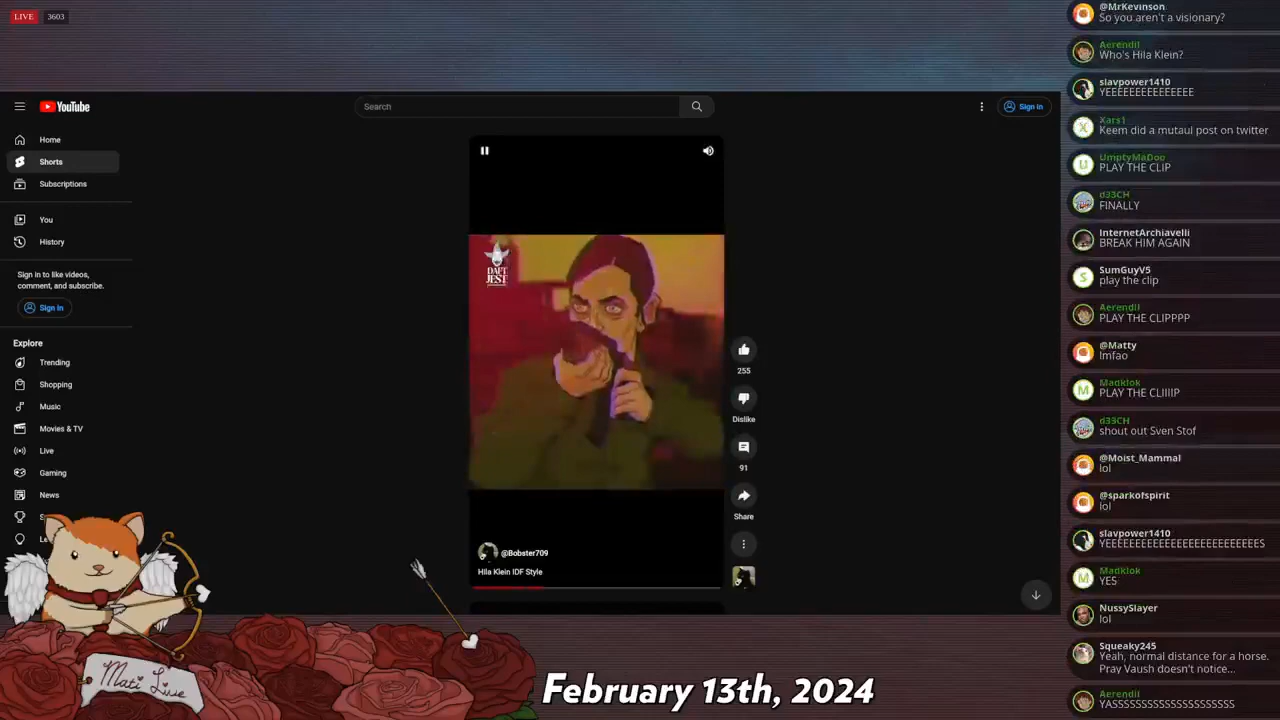 LIVE 3603
YouTube
Search
Sign in
Home
Shorts
Subscriptions
You
History
Sign in to like videos,
comment, and subscribe.
Sign in
Explore
Trending
Shopping
Music
Movies & TV
Live
Gaming
News
DAFT
JEST
255
Dislike
91
Share
@Bobster709
Hila Klein IDF Style
Mati Live
February 13th, 2024
@MrKevinson
So you aren't a visionary?
Aerendil
Who's Hila Klein?
slavpower1410
YEEEEEEEEEEEEEE
Xars1
Keem did a mutaul post on twitter
UmptyMaDoo
PLAY THE CLIP
d33CH
FINALLY
InternetArchiavelli
BREAK HIM AGAIN
SumGuyV5
play the clip
Aerendil
PLAY THE CLIPPPP
@Matty
lmfao
Madklok
PLAY THE CLIIIIP
d33CH
shout out Sven Stof
@Moist_Mammal
lol
@sparkofspirit
lol
slavpower1410
YEEEEEEEEEEEEEEEEEEEEEEEEEES
Madklok
YES
NussySlayer
lol
Squeaky245
Yeah, normal distance for a horse.
Pray Vaush doesn't notice...
Aerendil
YASSSSSSSSSSSSSSSSSSSS